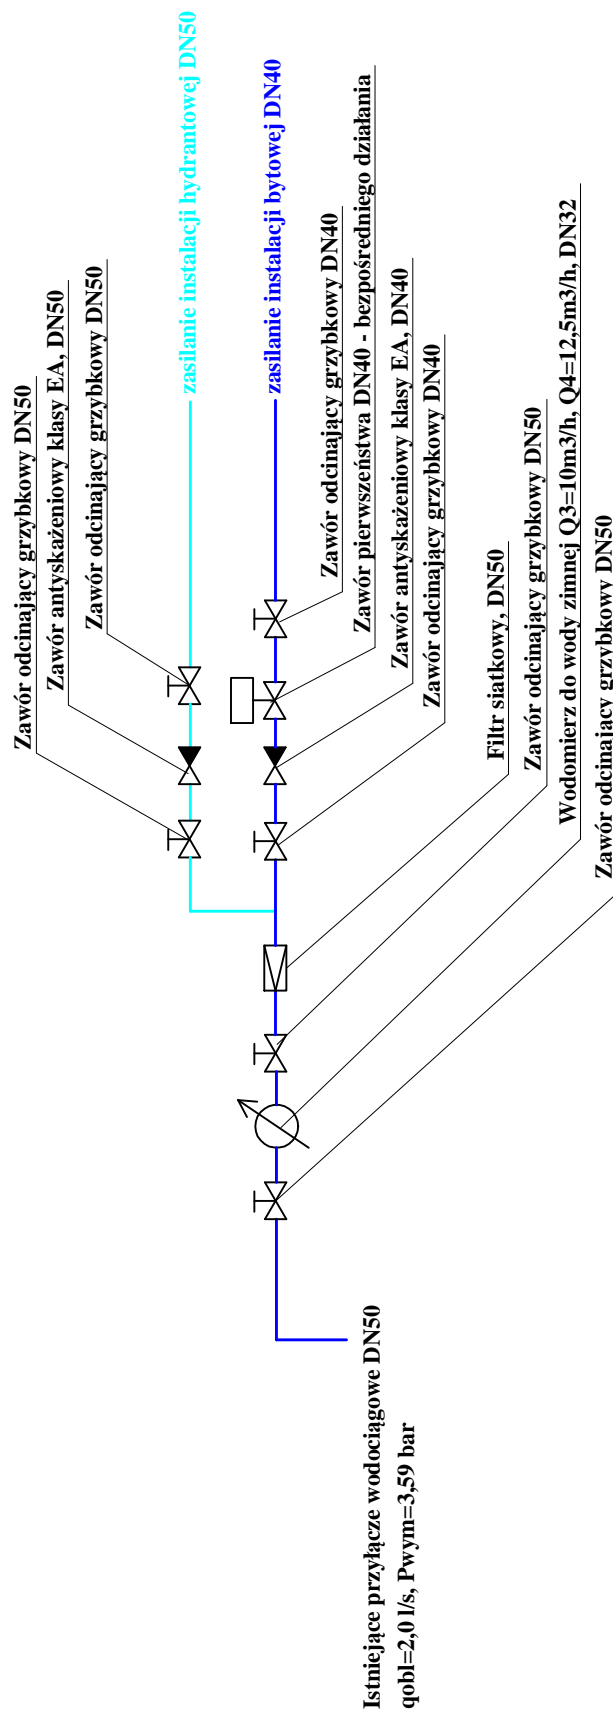 Zawór odcinający grzybkowy DN50
Zawór antyskażeniowy klasy EA, DN50
Zawór odcinający grzybkowy DN50
zasilanie instalacji hydrantowej DN50
zasilanie instalacji bytowej DN40
Zawór odcinający grzybkowy DN40
Zawór pierwszeństwa DN40 - bezpośredniego działania
Zawór antyskażeniowy klasy EA, DN40
Zawór odcinający grzybkowy DN40
Filtr siatkowy, DN50
Zawór odcinający grzybkowy DN50
Wodomierz do wody zimnej Q3=10m3/h, Q4=12,5m3/h, DN32
Zawór odcinający grzybkowy DN50
Istniejące przyłącze wodociągowe DN50
qobl=2,0 l/s, Pwym=3,59 bar